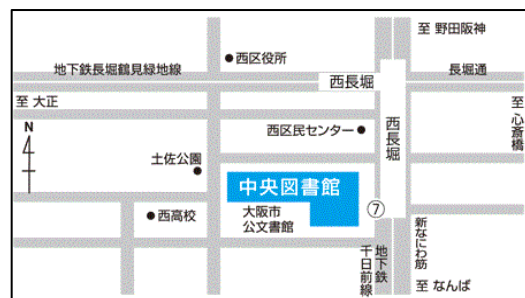 至 野田阪神
西区役所
地下鉄長堀鶴見緑地線
西長堀
長堀通
至 大正
至 心斎橋
N
西区民センター
西長堀
土佐公園
中央図書館
大阪市
公文書館
⑦
西高校
新なにわ筋
地下鉄
千日前線
至 なんば